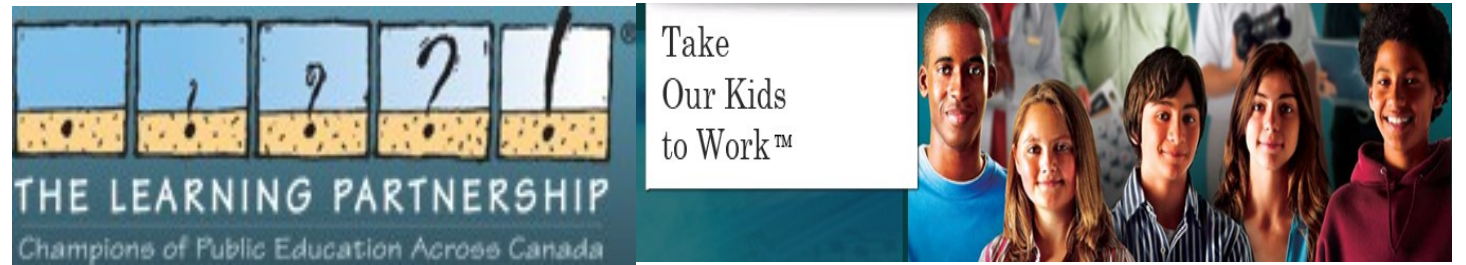 ®
THE LEARNING PARTNERSHIP
Champions of Public Education Across Canada
Take
Our Kids
to Work™